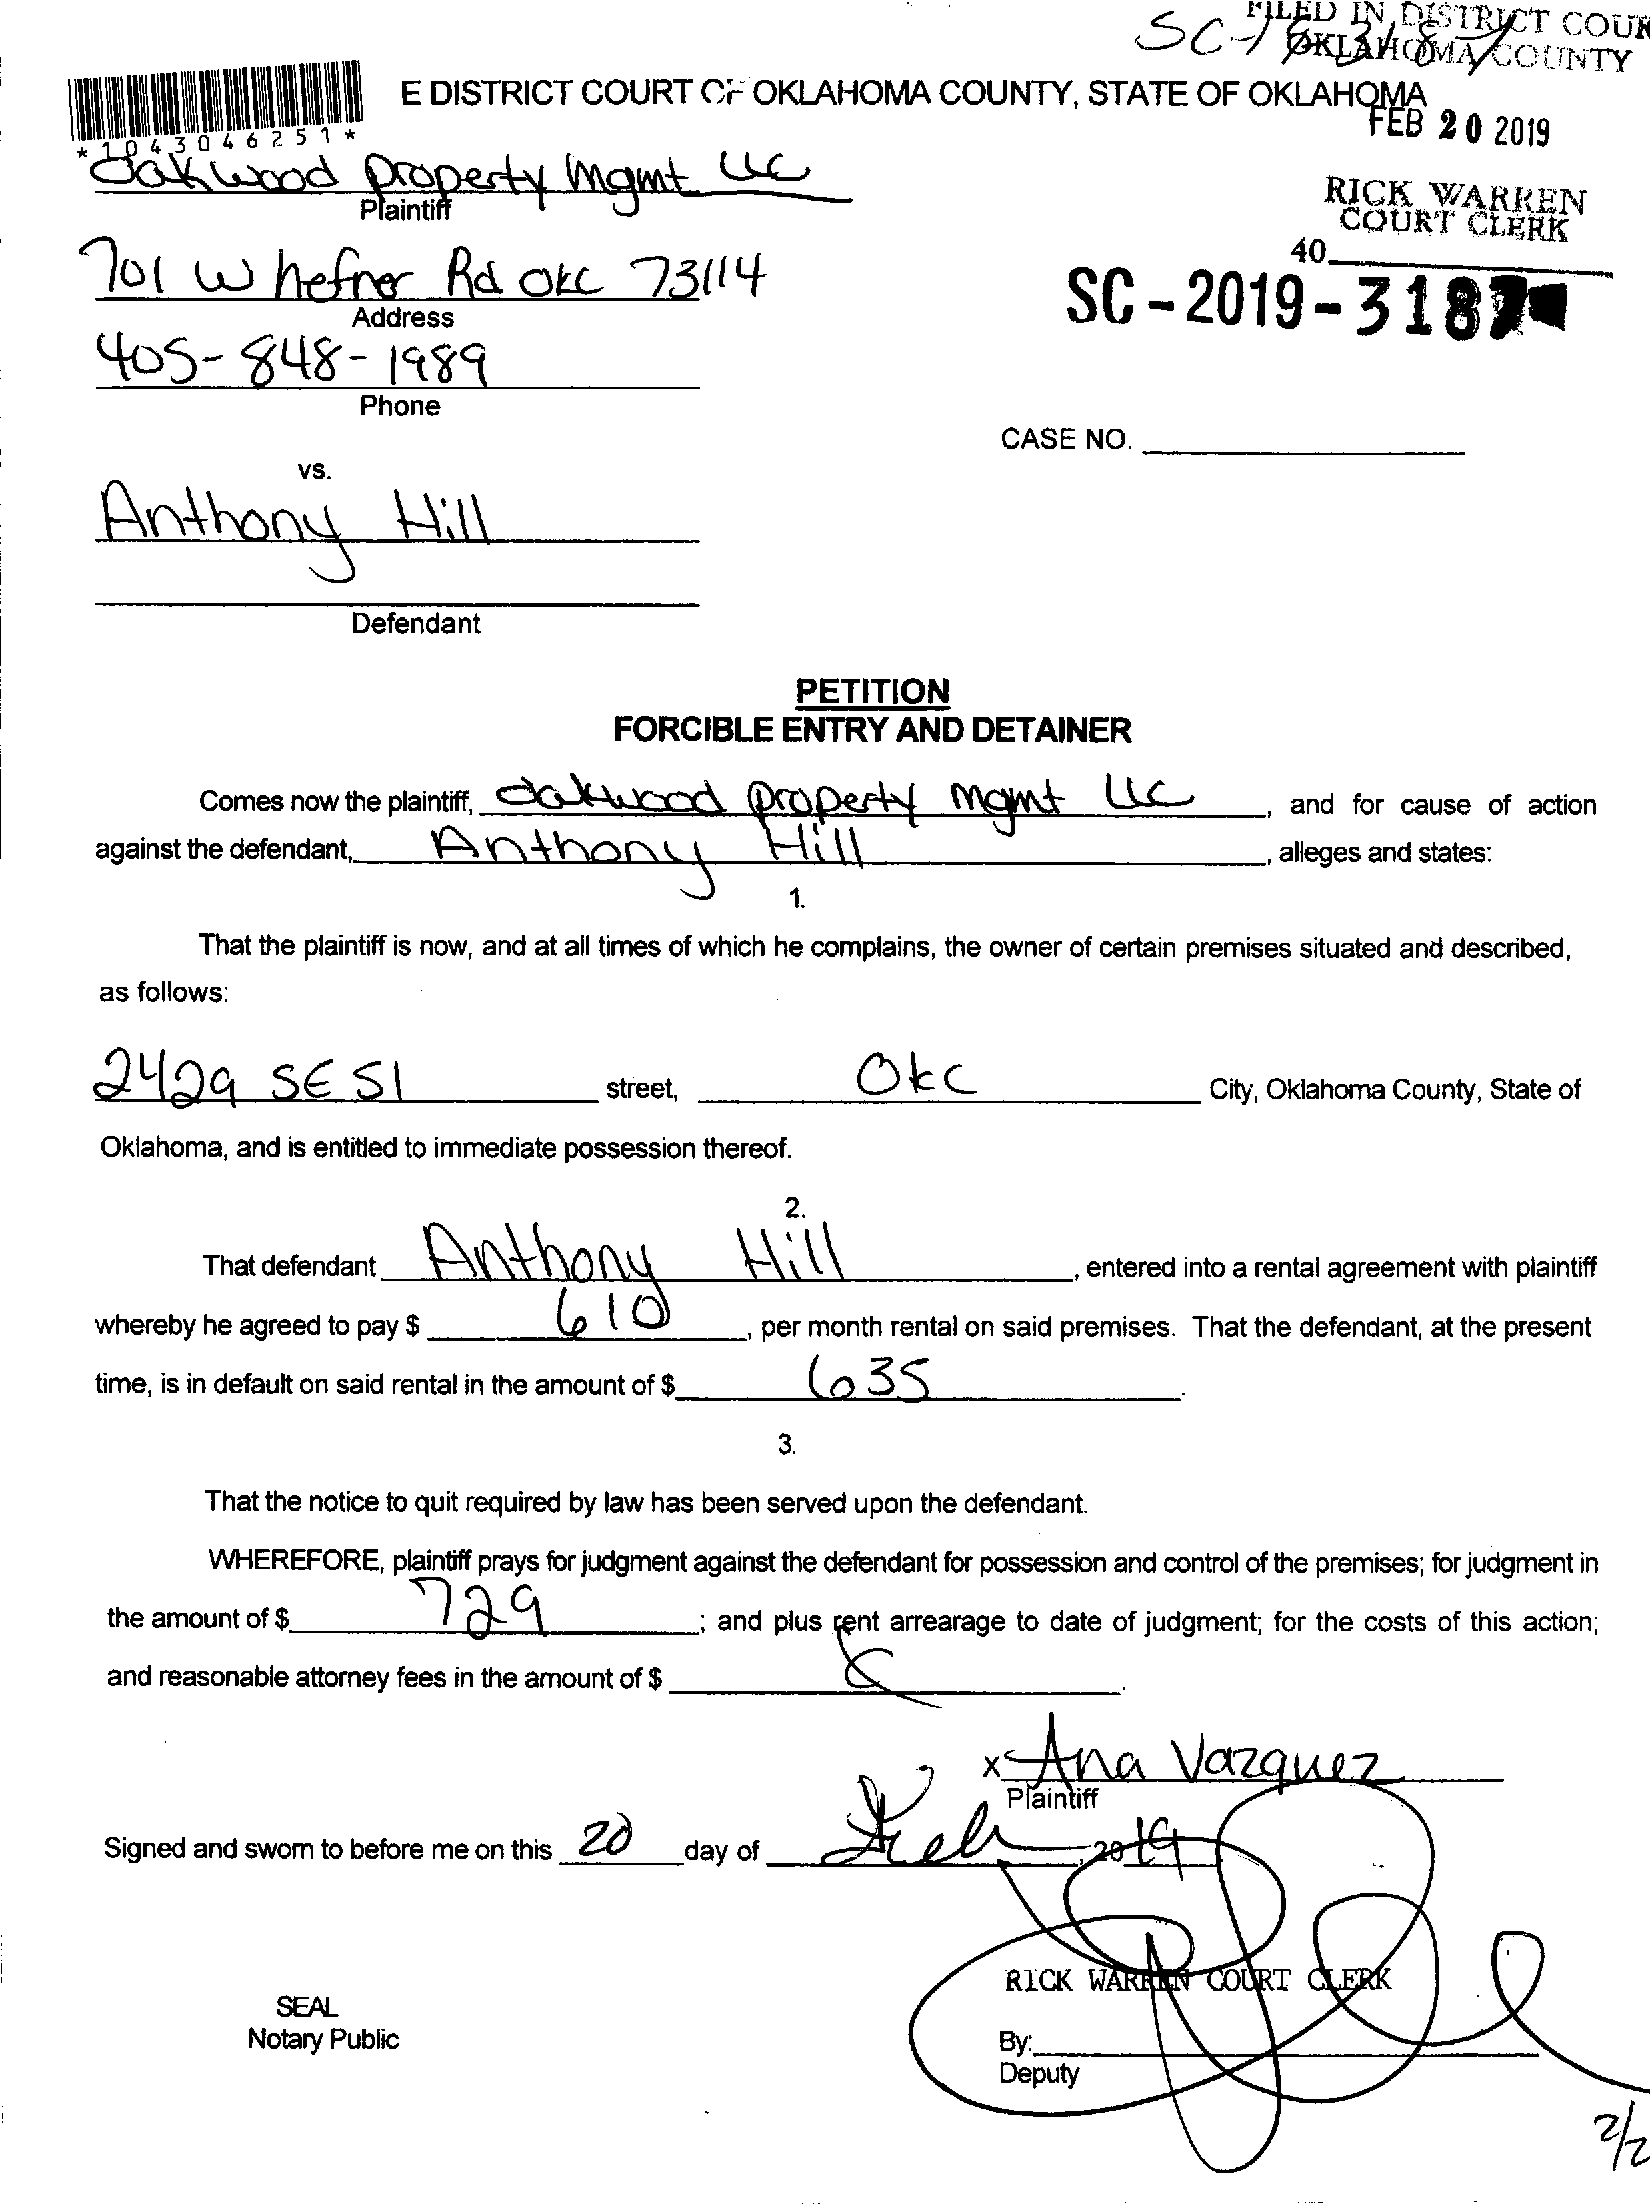 FILED IN DISTRICT COUR
OKLAHOMA COUNTY
E DISTRICT COURT OF OKLAHOMA COUNTY, STATE OF OKLAHOMA
FEB 20 2019
*1043046251*
Oakwood Property Mgmt LLC
Plaintiff
RICK WARREN
COURT CLERK
40
701 W hefner Rd OKC 73114
Address
SC-2019-3187
405-848-1989
Phone
CASE NO.
vs.
Anthony Hill
Defendant
PETITION
FORCIBLE ENTRY AND DETAINER
Comes now the plaintiff, Oakwood Property Mgmt LLC, and for cause of action
against the defendant, Anthony Hill, alleges and states:
1.
That the plaintiff is now, and at all times of which he complains, the owner of certain premises situated and described,
as follows:
2429 SE 51 street, OKC City, Oklahoma County, State of
Oklahoma, and is entitled to immediate possession thereof.
2.
That defendant Anthony Hill, entered into a rental agreement with plaintiff
whereby he agreed to pay $ 610, per month rental on said premises. That the defendant, at the present
time, is in default on said rental in the amount of $ 635.
3.
That the notice to quit required by law has been served upon the defendant.
WHEREFORE, plaintiff prays for judgment against the defendant for possession and control of the premises; for judgment in
the amount of $ 729; and plus rent arrearage to date of judgment; for the costs of this action;
and reasonable attorney fees in the amount of $.
x Ana Vazquez
Plaintiff
Signed and sworn to before me on this 20 day of Feb, 2019
RICK WARREN COURT CLERK
SEAL
Notary Public
By:
Deputy
2/2